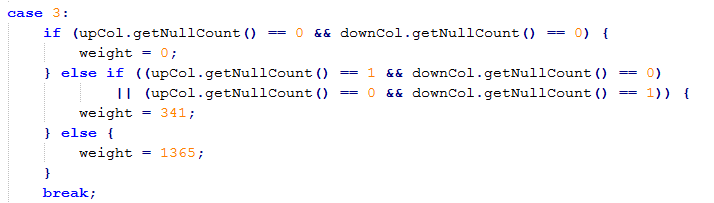 case 3:
    if (upCol.getNullCount() == 0 && downCol.getNullCount() == 0) {
        weight = 0;
    } else if ((upCol.getNullCount() == 1 && downCol.getNullCount() == 0)
            || (upCol.getNullCount() == 0 && downCol.getNullCount() == 1)) {
        weight = 341;
    } else {
        weight = 1365;
    }
    break;